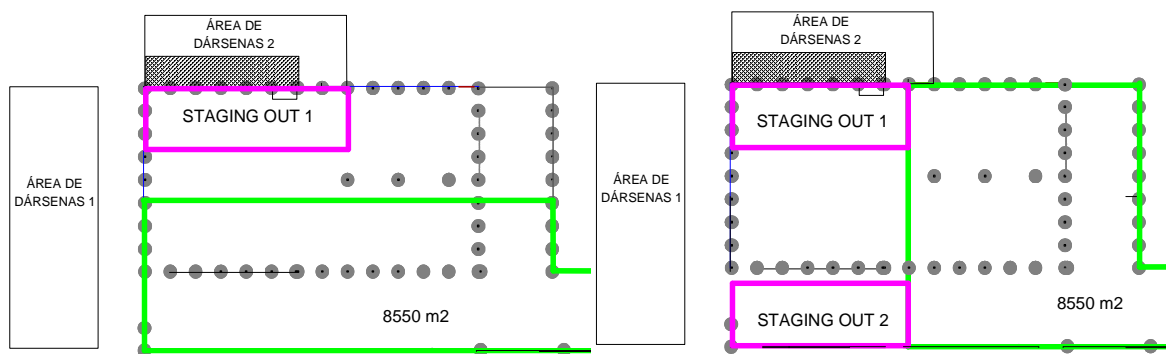 ÁREA DE
DÁRSENAS 2
STAGING OUT 1
ÁREA DE
DÁRSENAS 1
8550 m2
ÁREA DE
DÁRSENAS 2
STAGING OUT 1
ÁREA DE
DÁRSENAS 1
8550 m2
STAGING OUT 2